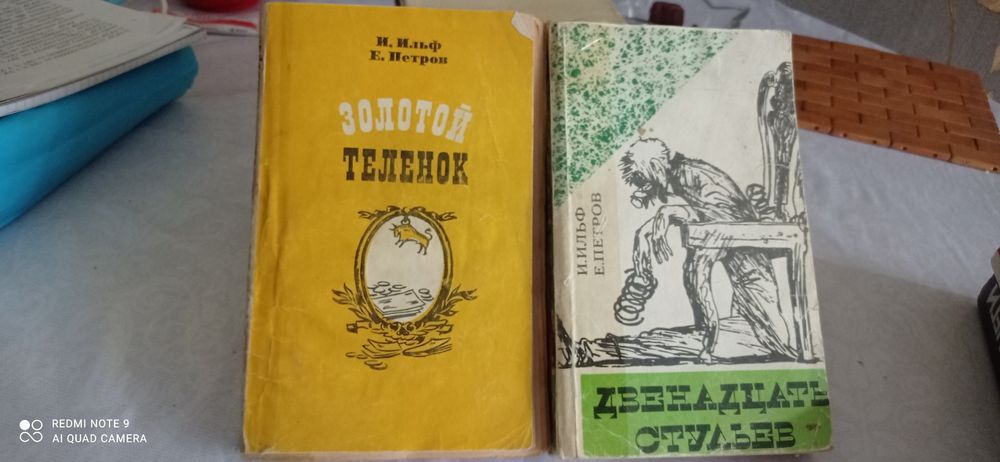 И. Ильф
Е. Петров
ЗОЛОТОЙ
ТЕЛЕНОК
И.ИЛЬФ
Е.ПЕТРОВ
ДВЕНАДЦАТЬ
СТУЛЬЕВ
REDMI NOTE 9
AI QUAD CAMERA